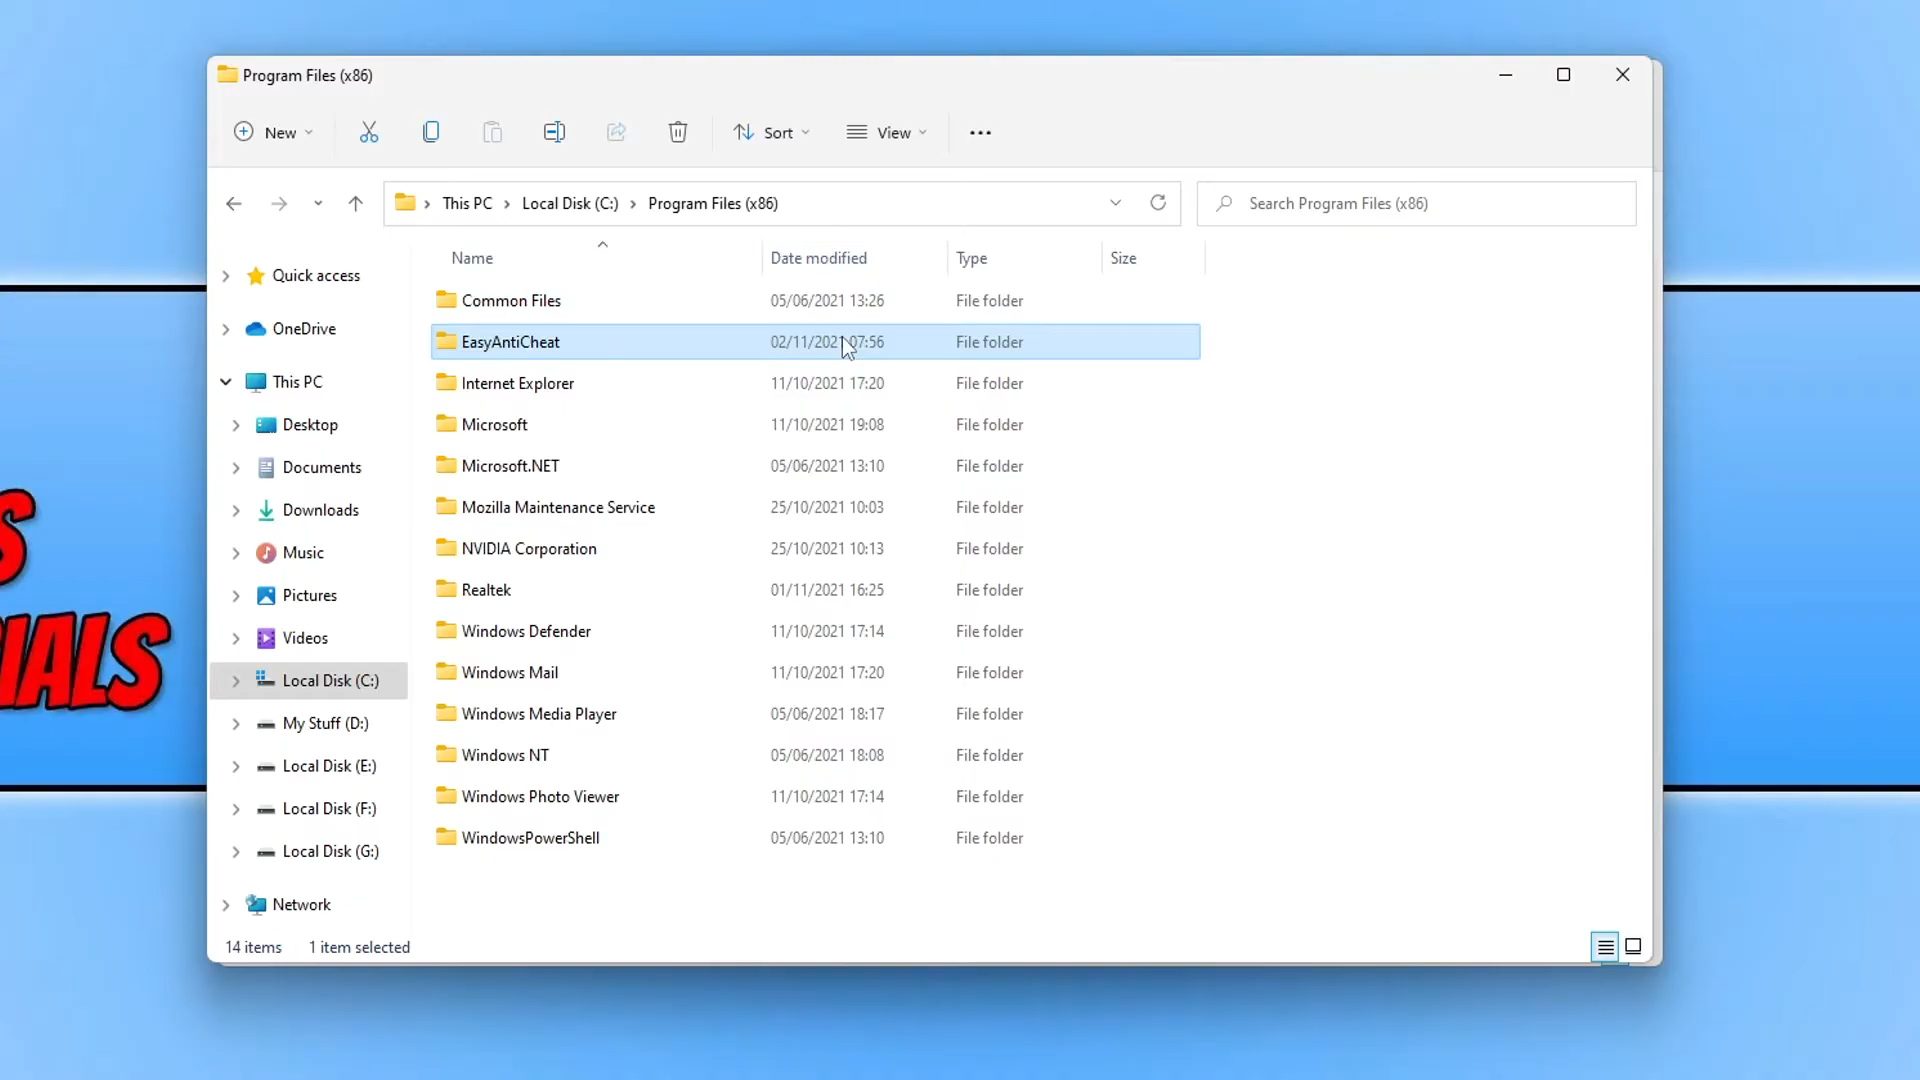 Program Files (x86)
New
Sort
View
This PC
Local Disk (C:)
Program Files (x86)
Search Program Files (x86)
Name
Date modified
Type
Size
Quick access
OneDrive
This PC
Desktop
Documents
Downloads
Music
Pictures
Videos
Local Disk (C:)
My Stuff (D:)
Local Disk (E:)
Local Disk (F:)
Local Disk (G:)
Network
Common Files 05/06/2021 13:26 File folder
EasyAntiCheat 02/11/2021 07:56 File folder
Internet Explorer 11/10/2021 17:20 File folder
Microsoft 11/10/2021 19:08 File folder
Microsoft.NET 05/06/2021 13:10 File folder
Mozilla Maintenance Service 25/10/2021 10:03 File folder
NVIDIA Corporation 25/10/2021 10:13 File folder
Realtek 01/11/2021 16:25 File folder
Windows Defender 11/10/2021 17:14 File folder
Windows Mail 11/10/2021 17:20 File folder
Windows Media Player 05/06/2021 18:17 File folder
Windows NT 05/06/2021 18:08 File folder
Windows Photo Viewer 11/10/2021 17:14 File folder
WindowsPowerShell 05/06/2021 13:10 File folder
14 items 1 item selected
S
IALS